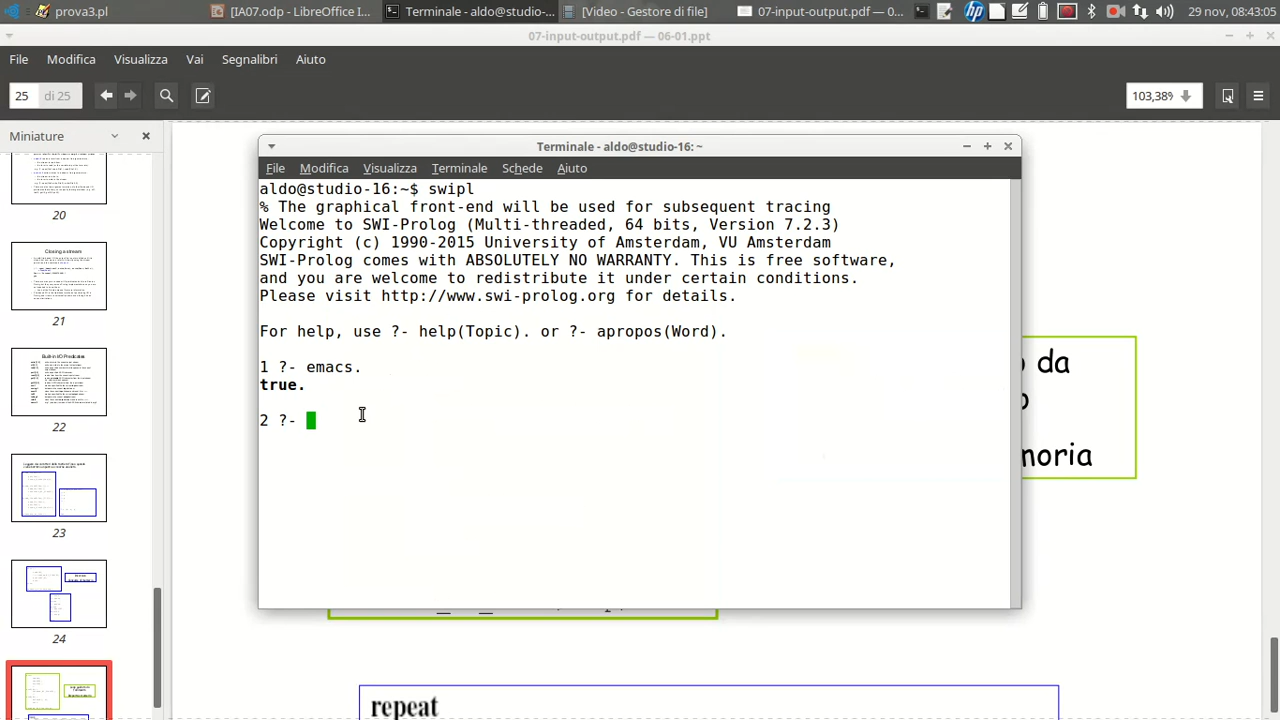 prova3.pl
[IA07.odp - LibreOffice I...
Terminale - aldo@studio-...
[Video - Gestore di file]
07-input-output.pdf — 0...
29 nov, 08:43:05
07-input-output.pdf — 06-01.ppt
File Modifica Visualizza Vai Segnalibri Aiuto
25 di 25
103,38%
Miniature
20
Closing a stream
21
Built-in I/O Predicates
22
23
24
Terminale - aldo@studio-16: ~
File Modifica Visualizza Terminale Schede Aiuto
aldo@studio-16:~$ swipl
% The graphical front-end will be used for subsequent tracing
Welcome to SWI-Prolog (Multi-threaded, 64 bits, Version 7.2.3)
Copyright (c) 1990-2015 University of Amsterdam, VU Amsterdam
SWI-Prolog comes with ABSOLUTELY NO WARRANTY. This is free software,
and you are welcome to redistribute it under certain conditions.
Please visit http://www.swi-prolog.org for details.
For help, use ?- help(Topic). or ?- apropos(Word).
1 ?- emacs.
true.
2 ?-
da
moria
repeat